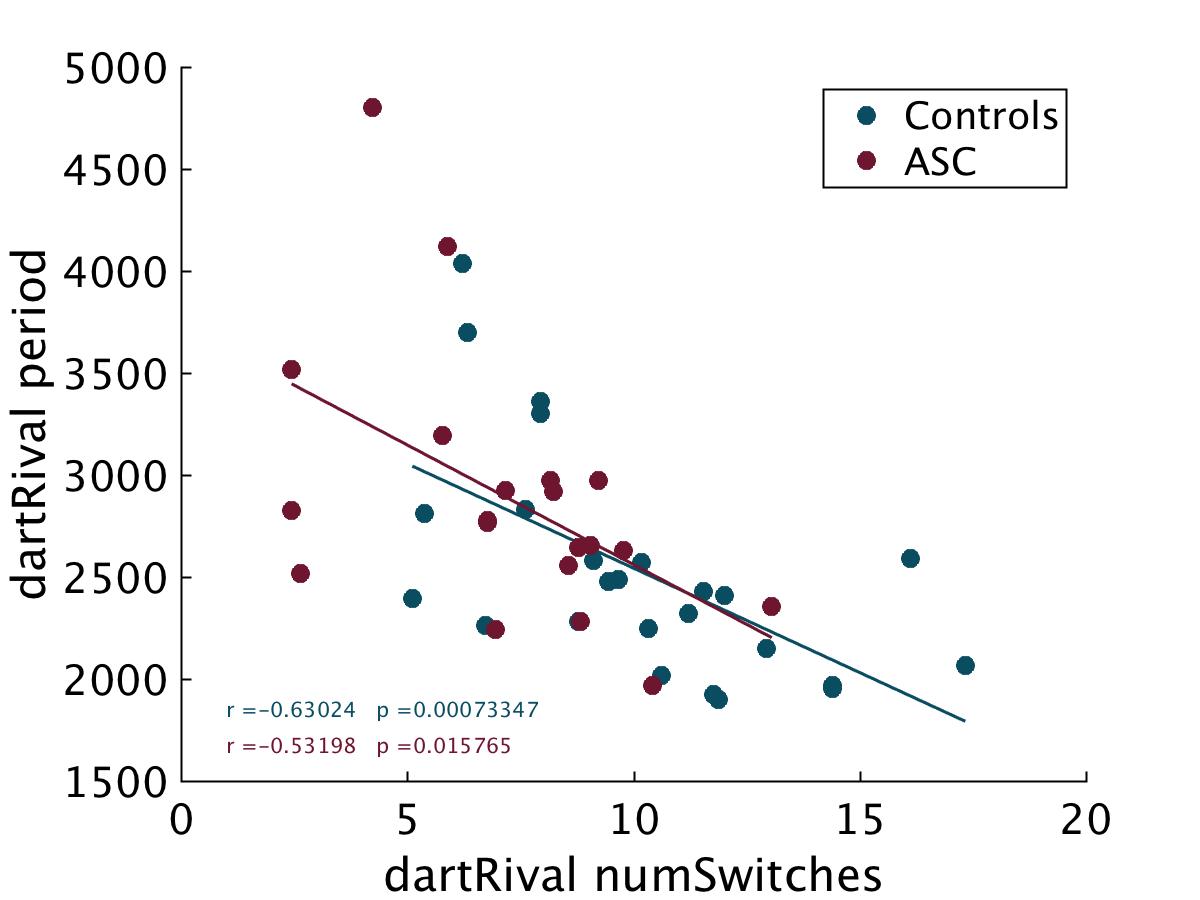 5000
4500
4000
3500
3000
2500
2000
1500
dartRival period
Controls
ASC
r =-0.63024 p =0.00073347
r =-0.53198 p =0.015765
0 5 10 15 20
dartRival numSwitches